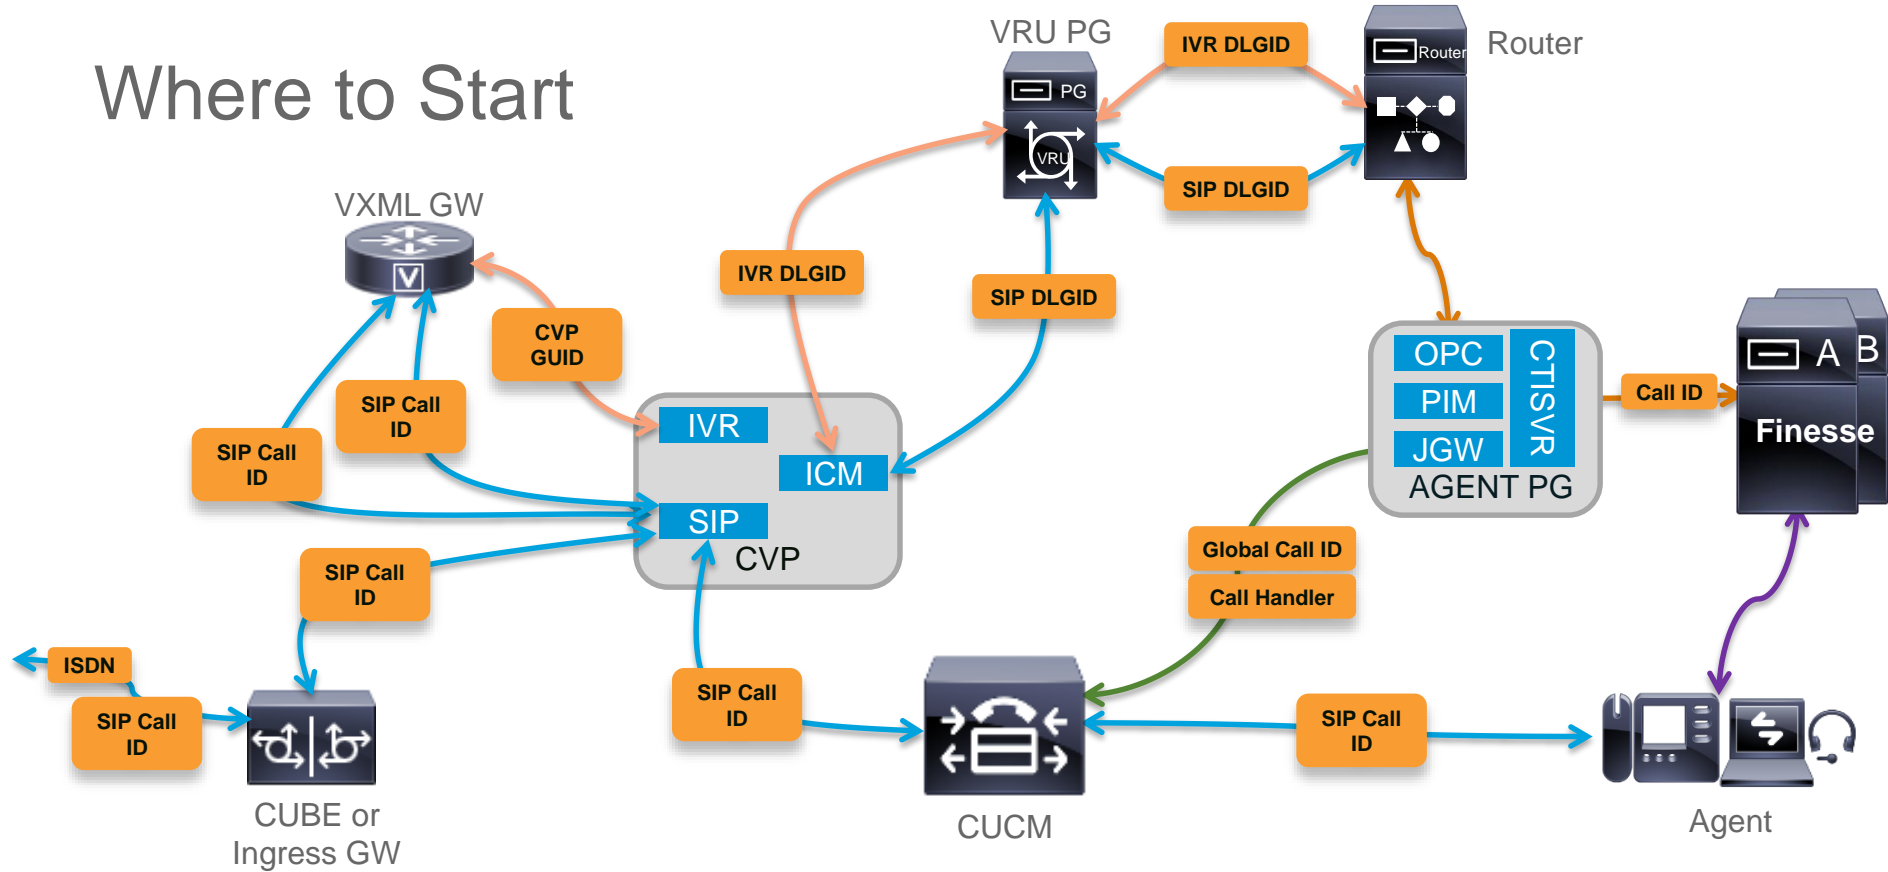 Where to Start
VRU PG
IVR DLGID
Router
Router
PG
VRU
SIP DLGID
VXML GW
V
IVR DLGID
SIP DLGID
CVP
GUID
SIP Call
ID
SIP Call
ID
IVR
ICM
SIP
CVP
OPC
PIM
JGW
CTISVR
AGENT PG
Call ID
A
B
Finesse
Global Call ID
Call Handler
SIP Call
ID
ISDN
SIP Call
ID
SIP Call
ID
SIP Call
ID
CUBE or
Ingress GW
CUCM
Agent